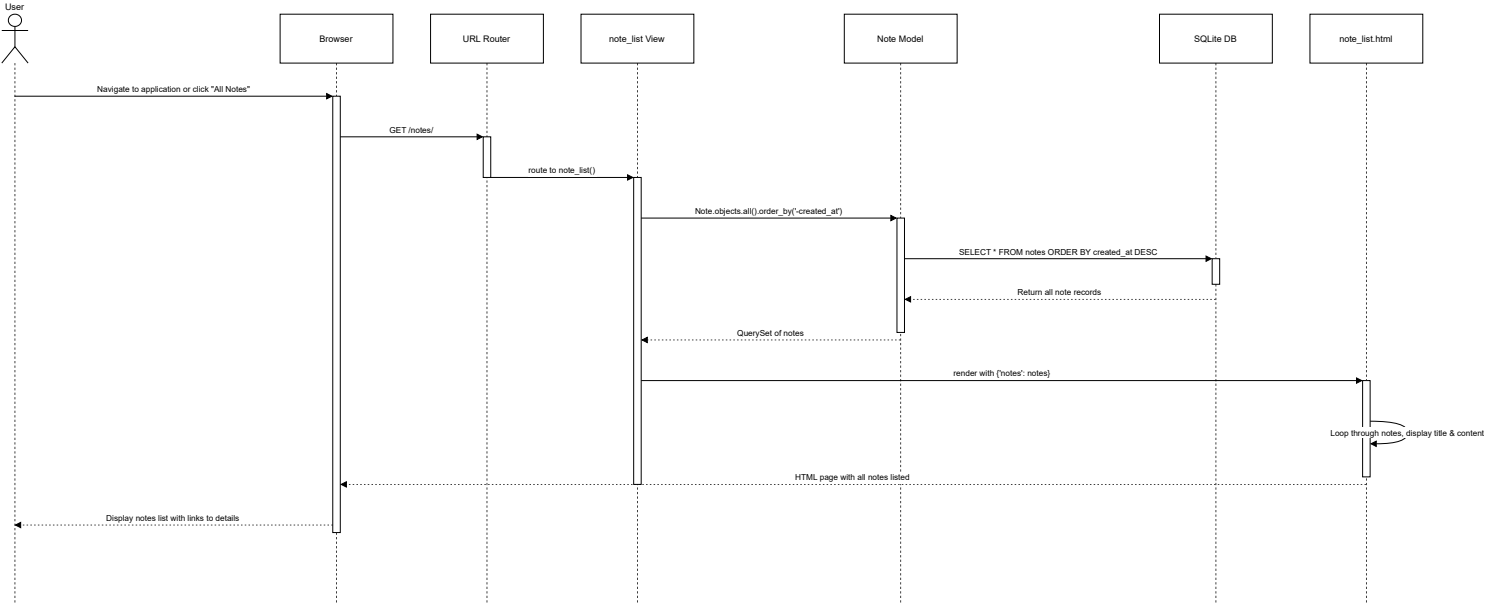 User
Browser
URL Router
note_list View
Note Model
SQLite DB
note_list.html
Navigate to application or click "All Notes"
GET /notes/
route to note_list()
Note.objects.all().order_by('-created_at')
SELECT * FROM notes ORDER BY created_at DESC
Return all note records
QuerySet of notes
render with {'notes': notes}
Loop through notes, display title & content
HTML page with all notes listed
Display notes list with links to details